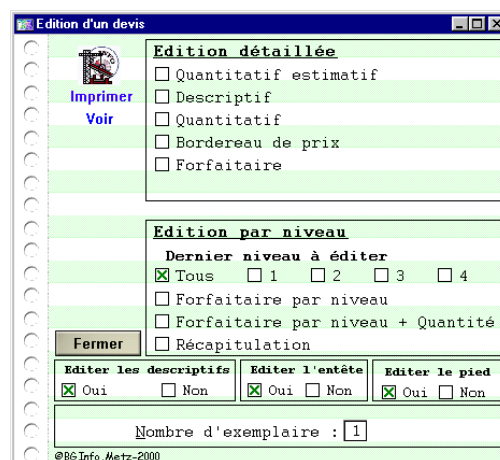 Edition d'un devis
Imprimer
Voir
Edition détaillée
Quantitatif estimatif
Descriptif
Quantitatif
Bordereau de prix
Forfaitaire
Edition par niveau
Dernier niveau à éditer
Tous 1 2 3 4
Forfaitaire par niveau
Forfaitaire par niveau + Quantité
Récapitulation
Fermer
Editer les descriptifs
Oui Non
Editer l'entête
Oui Non
Editer le pied
Oui Non
Nombre d'exemplaire : 1
@BG Info.Metz-2000